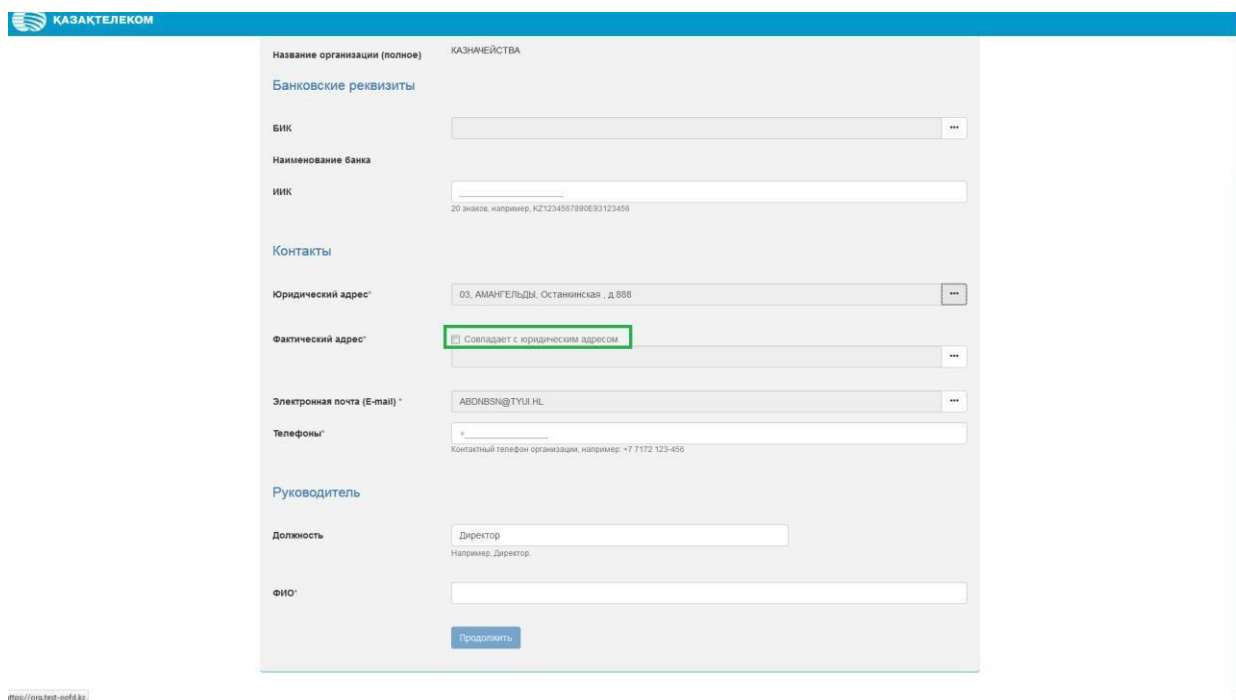 ҚАЗАҚТЕЛЕКОМ
Название организации (полное) КАЗНАЧЕЙСТВА
Банковские реквизиты
БИК
Наименование банка
ИИК
20 знаков, например, KZ1234567890E93123456
Контакты
Юридический адрес* 03, АМАНГЕЛЬДЫ, Останкинская , д.888
Фактический адрес* Совпадает с юридическим адресом
Электронная почта (E-mail) * ABDNBSN@TYUI.HL
Телефоны* +
Контактный телефон организации, например: +7 7172 123-456
Руководитель
Должность Директор
Например, Директор.
ФИО*
Продолжить
https://org.test-oofd.kz